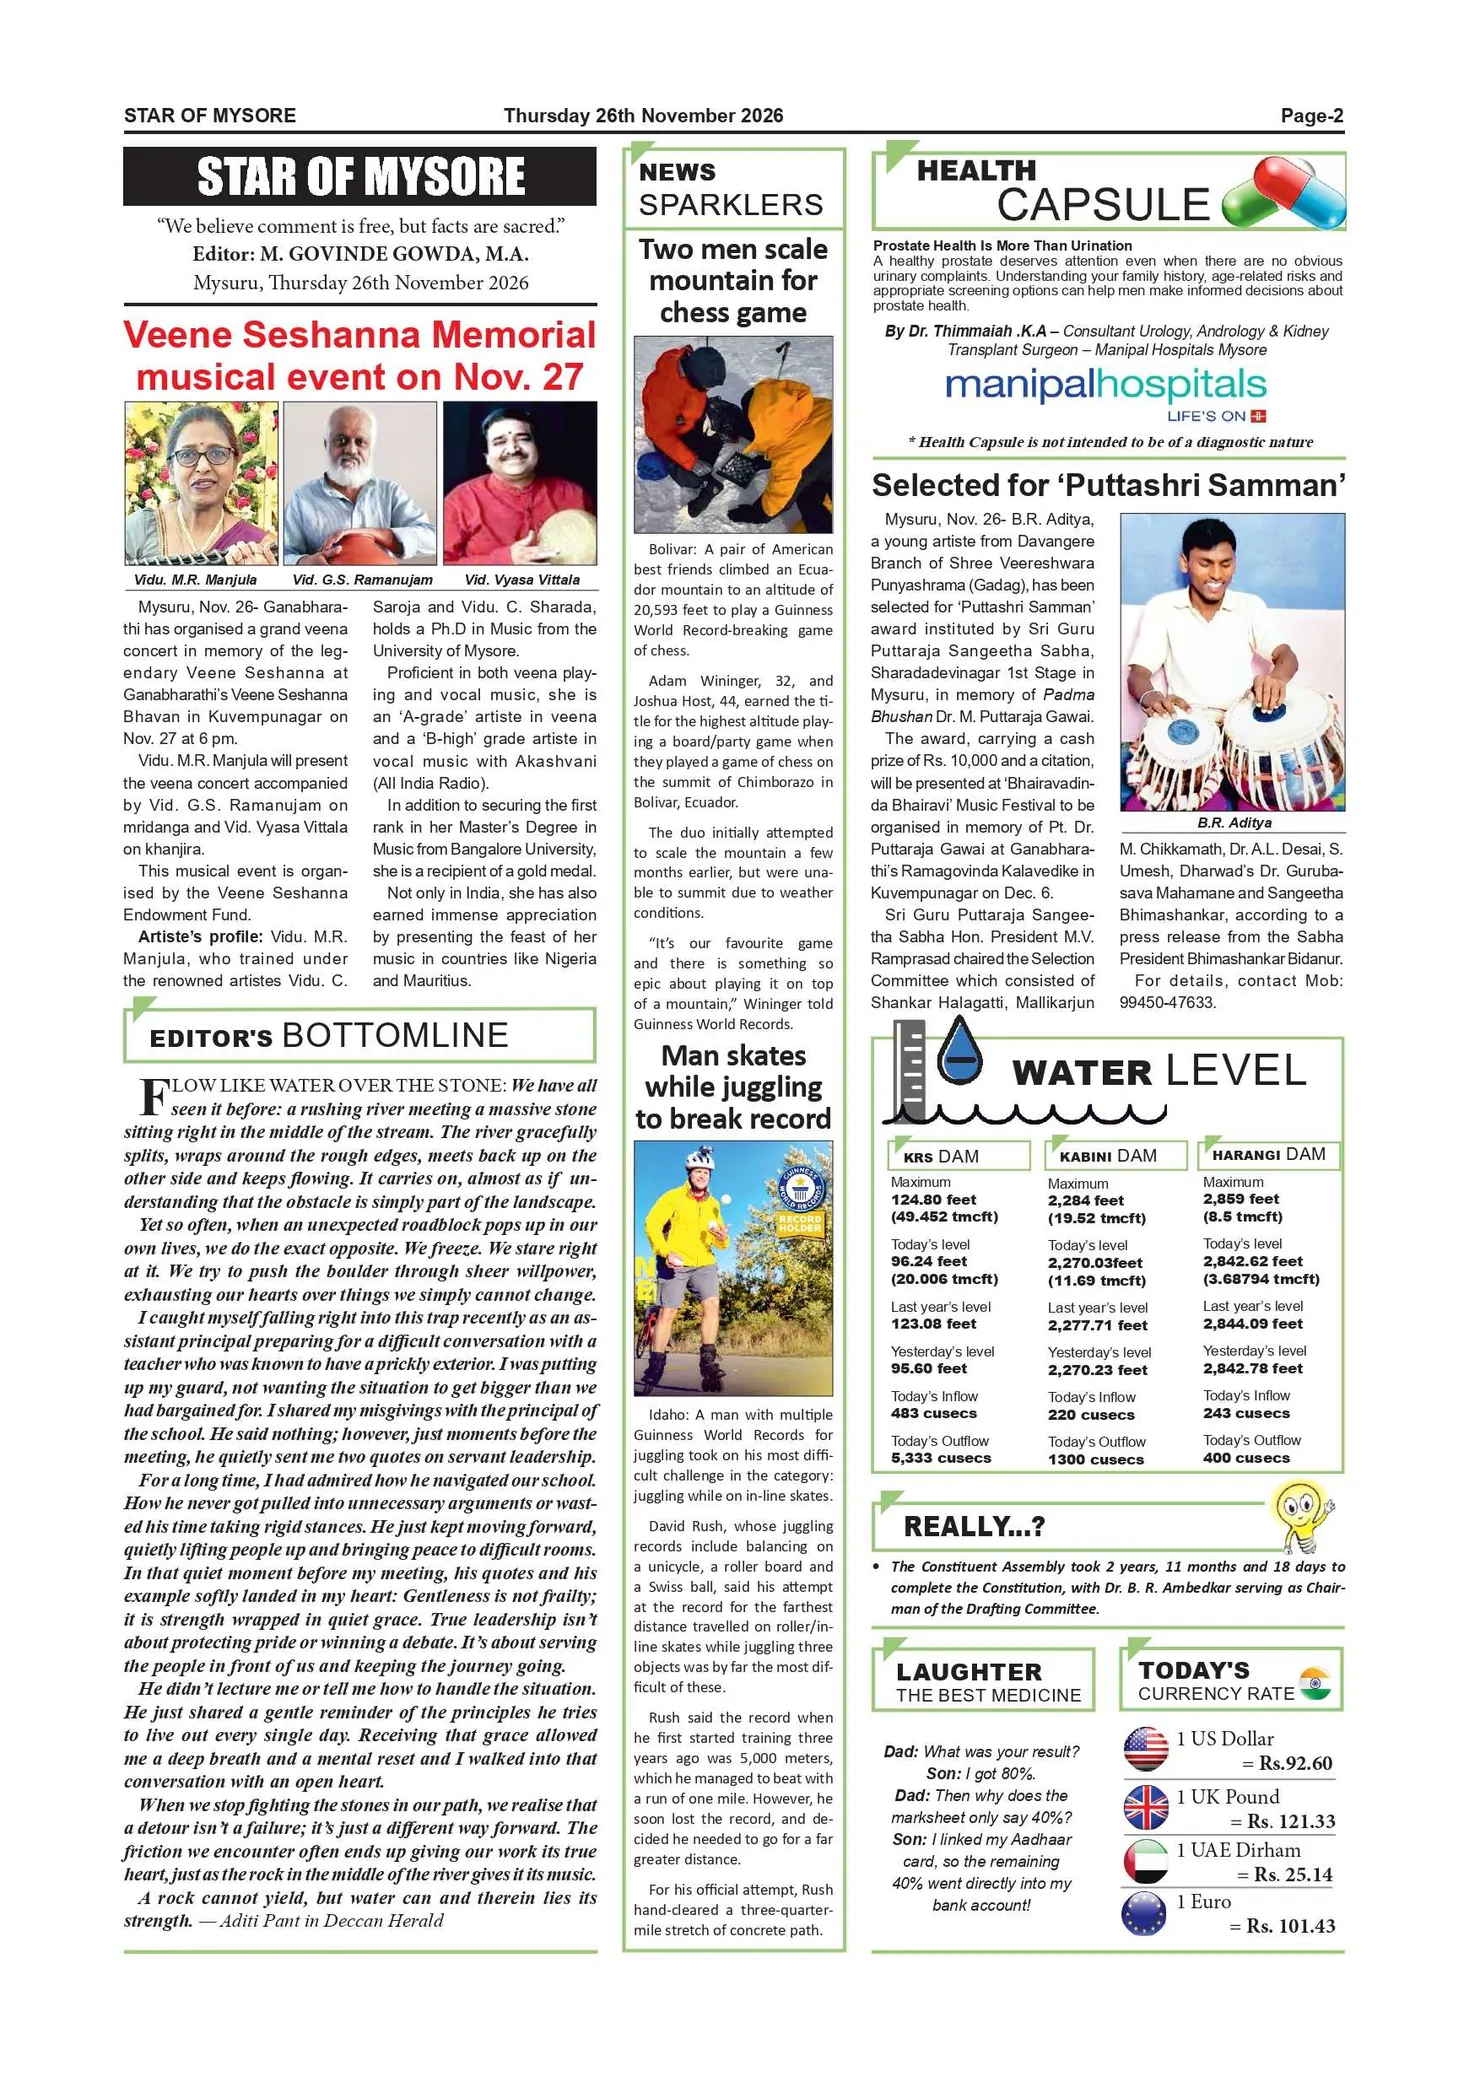 STAR OF MYSORE
Thursday 26th November 2026
Page-2
STAR OF MYSORE
“We believe comment is free, but facts are sacred.”
Editor: M. GOVINDE GOWDA, M.A.
Mysuru, Thursday 26th November 2026
Veene Seshanna Memorial
musical event on Nov. 27
Vidu. M.R. Manjula
Vid. G.S. Ramanujam
Vid. Vyasa Vittala
Mysuru, Nov. 26- Ganabhara-
thi has organised a grand veena
concert in memory of the leg-
endary Veene Seshanna at
Ganabharathi’s Veene Seshanna
Bhavan in Kuvempunagar on
Nov. 27 at 6 pm.
Vidu. M.R. Manjula will present
the veena concert accompanied
by Vid. G.S. Ramanujam on
mridanga and Vid. Vyasa Vittala
on khanjira.
This musical event is organ-
ised by the Veene Seshanna
Endowment Fund.
Artiste’s profile: Vidu. M.R.
Manjula, who trained under
the renowned artistes Vidu. C.
Saroja and Vidu. C. Sharada,
holds a Ph.D in Music from the
University of Mysore.
Proficient in both veena play-
ing and vocal music, she is
an ‘A-grade’ artiste in veena
and a ‘B-high’ grade artiste in
vocal music with Akashvani
(All India Radio).
In addition to securing the first
rank in her Master’s Degree in
Music from Bangalore University,
she is a recipient of a gold medal.
Not only in India, she has also
earned immense appreciation
by presenting the feast of her
music in countries like Nigeria
and Mauritius.
EDITOR'S BOTTOMLINE
FLOW LIKE WATER OVER THE STONE: We have all
seen it before: a rushing river meeting a massive stone
sitting right in the middle of the stream. The river gracefully
splits, wraps around the rough edges, meets back up on the
other side and keeps flowing. It carries on, almost as if un-
derstanding that the obstacle is simply part of the landscape.
Yet so often, when an unexpected roadblock pops up in our
own lives, we do the exact opposite. We freeze. We stare right
at it. We try to push the boulder through sheer willpower,
exhausting our hearts over things we simply cannot change.
I caught myself falling right into this trap recently as an as-
sistant principal preparing for a difficult conversation with a
teacher who was known to have a prickly exterior. I was putting
up my guard, not wanting the situation to get bigger than we
had bargained for. I shared my misgivings with the principal of
the school. He said nothing; however, just moments before the
meeting, he quietly sent me two quotes on servant leadership.
For a long time, I had admired how he navigated our school.
How he never got pulled into unnecessary arguments or wast-
ed his time taking rigid stances. He just kept moving forward,
quietly lifting people up and bringing peace to difficult rooms.
In that quiet moment before my meeting, his quotes and his
example softly landed in my heart: Gentleness is not frailty;
it is strength wrapped in quiet grace. True leadership isn’t
about protecting pride or winning a debate. It’s about serving
the people in front of us and keeping the journey going.
He didn’t lecture me or tell me how to handle the situation.
He just shared a gentle reminder of the principles he tries
to live out every single day. Receiving that grace allowed
me a deep breath and a mental reset and I walked into that
conversation with an open heart.
When we stop fighting the stones in our path, we realise that
a detour isn’t a failure; it’s just a different way forward. The
friction we encounter often ends up giving our work its true
heart, just as the rock in the middle of the river gives it its music.
A rock cannot yield, but water can and therein lies its
strength. — Aditi Pant in Deccan Herald
NEWS
SPARKLERS
Two men scale
mountain for
chess game
Bolivar: A pair of American
best friends climbed an Ecua-
dor mountain to an altitude of
20,593 feet to play a Guinness
World Record-breaking game
of chess.
Adam Wininger, 32, and
Joshua Host, 44, earned the ti-
tle for the highest altitude play-
ing a board/party game when
they played a game of chess on
the summit of Chimborazo in
Bolivar, Ecuador.
The duo initially attempted
to scale the mountain a few
months earlier, but were una-
ble to summit due to weather
conditions.
“It’s our favourite game
and there is something so
epic about playing it on top
of a mountain,” Wininger told
Guinness World Records.
Man skates
while juggling
to break record
GUINNESS
WORLD RECORDS
RECORD
HOLDER
Idaho: A man with multiple
Guinness World Records for
juggling took on his most diffi-
cult challenge in the category:
juggling while on in-line skates.
David Rush, whose juggling
records include balancing on
a unicycle, a roller board and
a Swiss ball, said his attempt
at the record for the farthest
distance travelled on roller/in-
line skates while juggling three
objects was by far the most dif-
ficult of these.
Rush said the record when
he first started training three
years ago was 5,000 meters,
which he managed to beat with
a run of one mile. However, he
soon lost the record, and de-
cided he needed to go for a far
greater distance.
For his official attempt, Rush
hand-cleared a three-quarter-
mile stretch of concrete path.
HEALTH
CAPSULE
Prostate Health Is More Than Urination
A healthy prostate deserves attention even when there are no obvious
urinary complaints. Understanding your family history, age-related risks and
appropriate screening options can help men make informed decisions about
prostate health.
By Dr. Thimmaiah .K.A – Consultant Urology, Andrology & Kidney
Transplant Surgeon – Manipal Hospitals Mysore
manipalhospitals
LIFE'S ON
* Health Capsule is not intended to be of a diagnostic nature
Selected for ‘Puttashri Samman’
Mysuru, Nov. 26- B.R. Aditya,
a young artiste from Davangere
Branch of Shree Veereshwara
Punyashrama (Gadag), has been
selected for ‘Puttashri Samman’
award instituted by Sri Guru
Puttaraja Sangeetha Sabha,
Sharadadevinagar 1st Stage in
Mysuru, in memory of Padma
Bhushan Dr. M. Puttaraja Gawai.
The award, carrying a cash
prize of Rs. 10,000 and a citation,
will be presented at ‘Bhairavadin-
da Bhairavi’ Music Festival to be
organised in memory of Pt. Dr.
Puttaraja Gawai at Ganabhara-
thi’s Ramagovinda Kalavedike in
Kuvempunagar on Dec. 6.
Sri Guru Puttaraja Sangee-
tha Sabha Hon. President M.V.
Ramprasad chaired the Selection
Committee which consisted of
Shankar Halagatti, Mallikarjun
B.R. Aditya
M. Chikkamath, Dr. A.L. Desai, S.
Umesh, Dharwad’s Dr. Guruba-
sava Mahamane and Sangeetha
Bhimashankar, according to a
press release from the Sabha
President Bhimashankar Bidanur.
For details, contact Mob:
99450-47633.
WATER LEVEL
KRS DAM
Maximum
124.80 feet
(49.452 tmcft)
Today’s level
96.24 feet
(20.006 tmcft)
Last year’s level
123.08 feet
Yesterday’s level
95.60 feet
Today’s Inflow
483 cusecs
Today’s Outflow
5,333 cusecs
KABINI DAM
Maximum
2,284 feet
(19.52 tmcft)
Today’s level
2,270.03feet
(11.69 tmcft)
Last year’s level
2,277.71 feet
Yesterday’s level
2,270.23 feet
Today’s Inflow
220 cusecs
Today’s Outflow
1300 cusecs
HARANGI DAM
Maximum
2,859 feet
(8.5 tmcft)
Today’s level
2,842.62 feet
(3.68794 tmcft)
Last year’s level
2,844.09 feet
Yesterday’s level
2,842.78 feet
Today’s Inflow
243 cusecs
Today’s Outflow
400 cusecs
REALLY...?
• The Constituent Assembly took 2 years, 11 months and 18 days to
complete the Constitution, with Dr. B. R. Ambedkar serving as Chair-
man of the Drafting Committee.
LAUGHTER
THE BEST MEDICINE
Dad: What was your result?
Son: I got 80%.
Dad: Then why does the
marksheet only say 40%?
Son: I linked my Aadhaar
card, so the remaining
40% went directly into my
bank account!
TODAY'S
CURRENCY RATE
1 US Dollar
= Rs.92.60
1 UK Pound
= Rs. 121.33
1 UAE Dirham
= Rs. 25.14
1 Euro
= Rs. 101.43